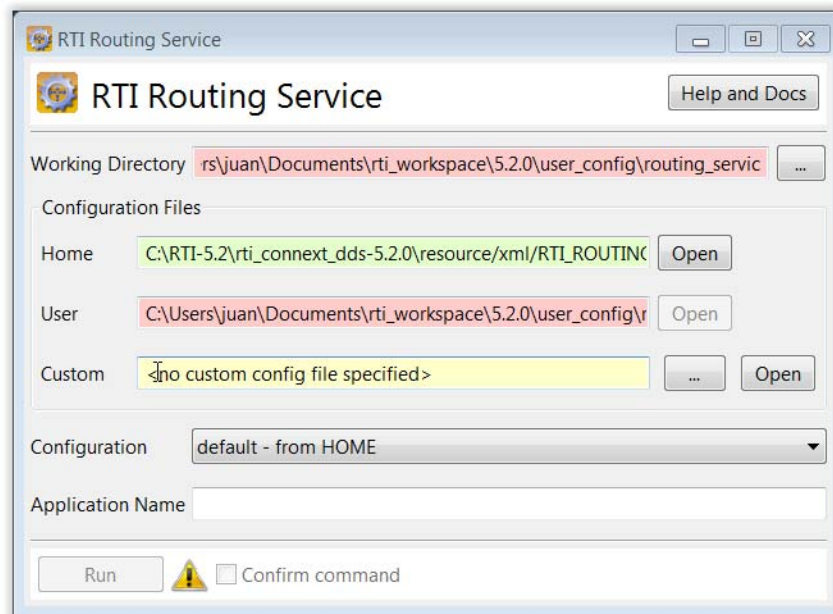 RTI Routing Service
RTI Routing Service
Help and Docs
Working Directory rs\juan\Documents\rti_workspace\5.2.0\user_config\routing_servic ...
Configuration Files
Home C:\RTI-5.2\rti_connext_dds-5.2.0\resource/xml/RTI_ROUTING Open
User C:\Users\juan\Documents\rti_workspace\5.2.0\user_config\r Open
Custom <no custom config file specified> ... Open
Configuration default - from HOME
Application Name
Run Confirm command